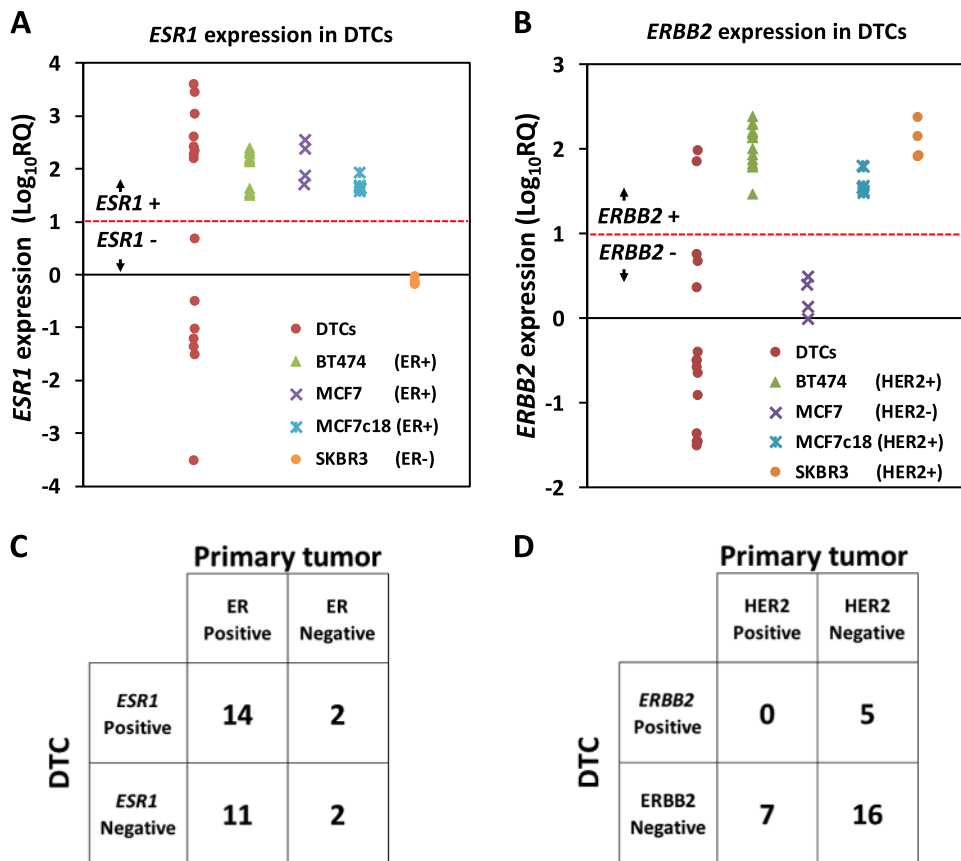 A
ESR1 expression in DTCs
ESR1 expression (Log10RQ)
4
3
2
1
0
-1
-2
-3
-4
ESR1 +
ESR1 -
DTCs
BT474 (ER+)
MCF7 (ER+)
MCF7c18 (ER+)
SKBR3 (ER-)
B
ERBB2 expression in DTCs
ERBB2 expression (Log10RQ)
3
2
1
0
-1
-2
ERBB2 +
ERBB2 -
DTCs
BT474 (HER2+)
MCF7 (HER2-)
MCF7c18 (HER2+)
SKBR3 (HER2+)
C
Primary tumor
ER
Positive
ER
Negative
DTC
ESR1
Positive
14
2
ESR1
Negative
11
2
D
Primary tumor
HER2
Positive
HER2
Negative
DTC
ERBB2
Positive
0
5
ERBB2
Negative
7
16